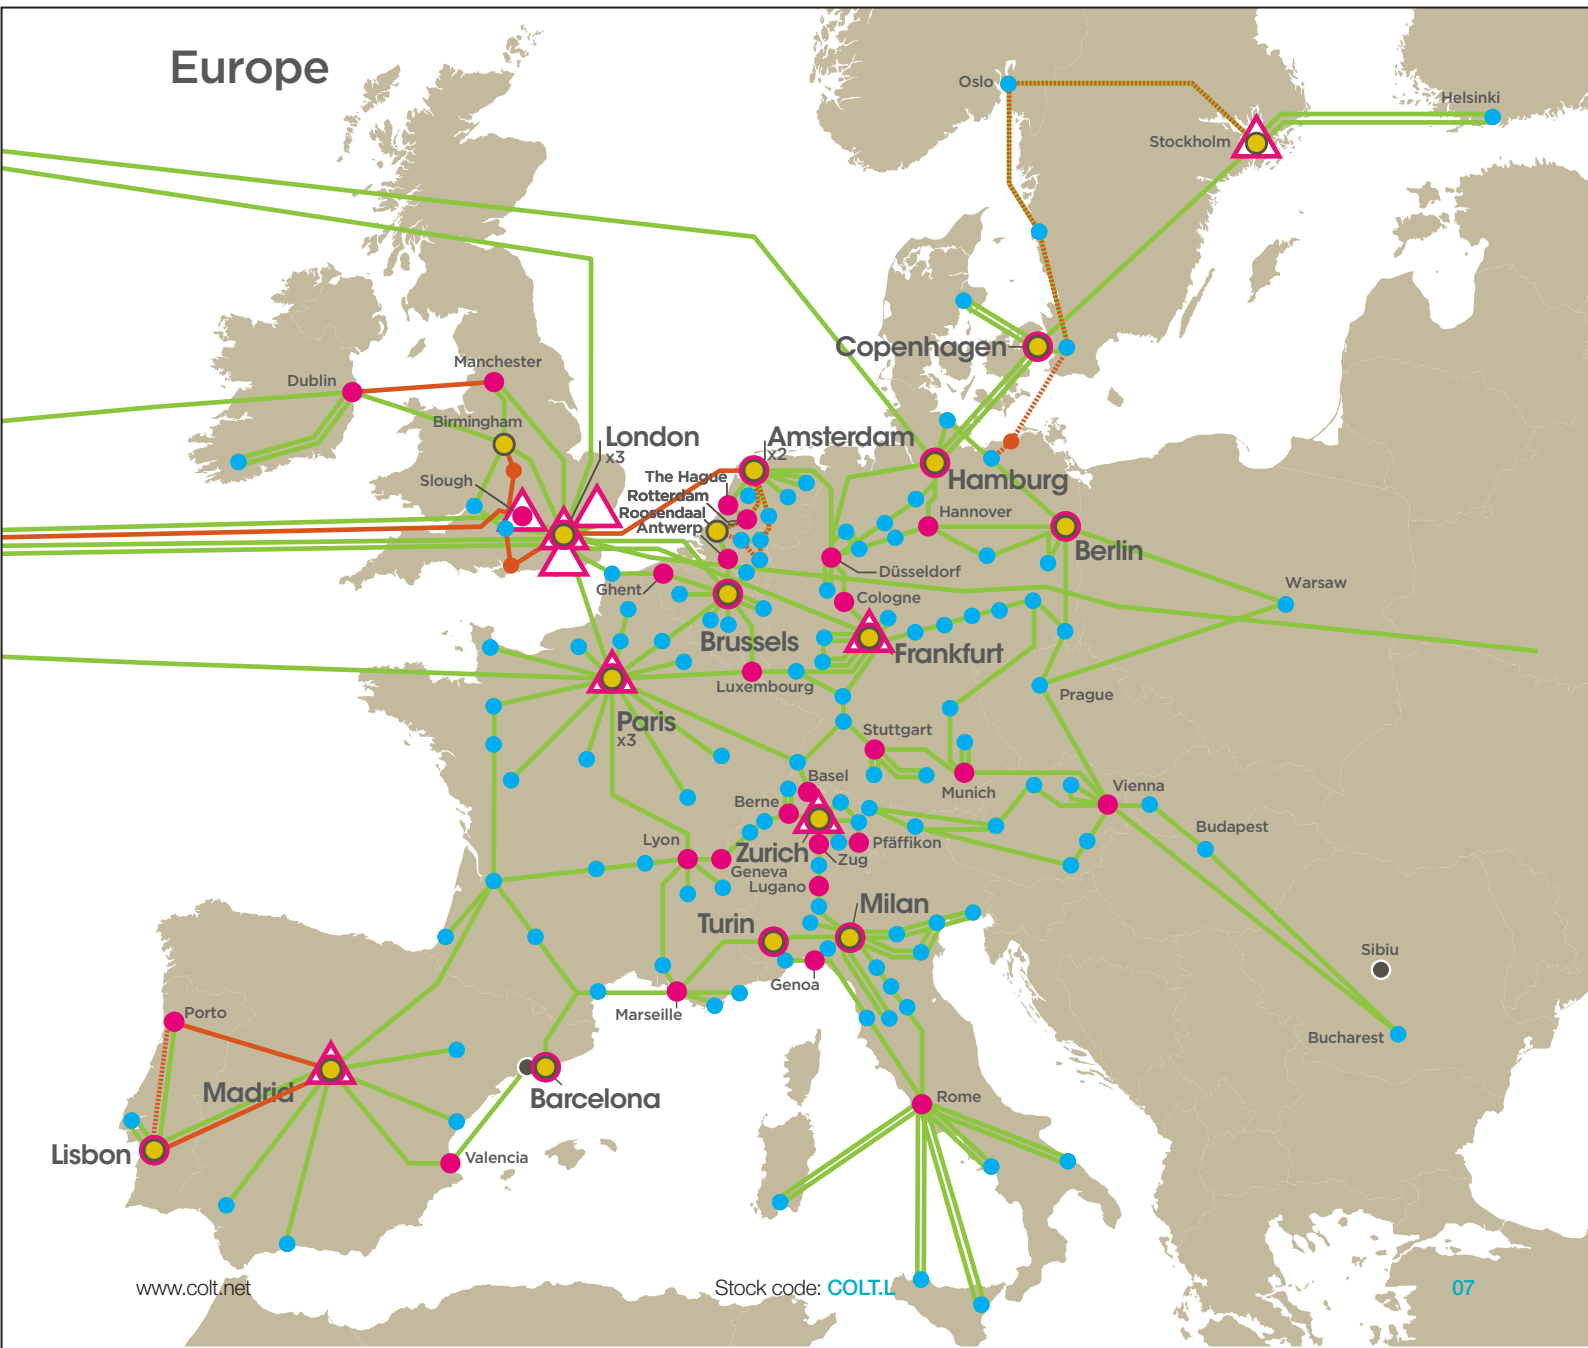 Europe
Oslo
Helsinki
Stockholm
Copenhagen
Manchester
Dublin
Birmingham
London
x3
Amsterdam
x2
Slough
The Hague
Rotterdam
Roosendaal
Antwerp
Hamburg
Hannover
Berlin
Düsseldorf
Warsaw
Ghent
Cologne
Brussels
Frankfurt
Luxembourg
Prague
Paris
x3
Stuttgart
Basel
Munich
Vienna
Berne
Budapest
Lyon
Zurich
Pfäffikon
Zug
Geneva
Lugano
Milan
Turin
Sibiu
Genoa
Porto
Marseille
Bucharest
Madrid
Barcelona
Rome
Lisbon
Valencia
www.colt.net
Stock code: COLT.L
07